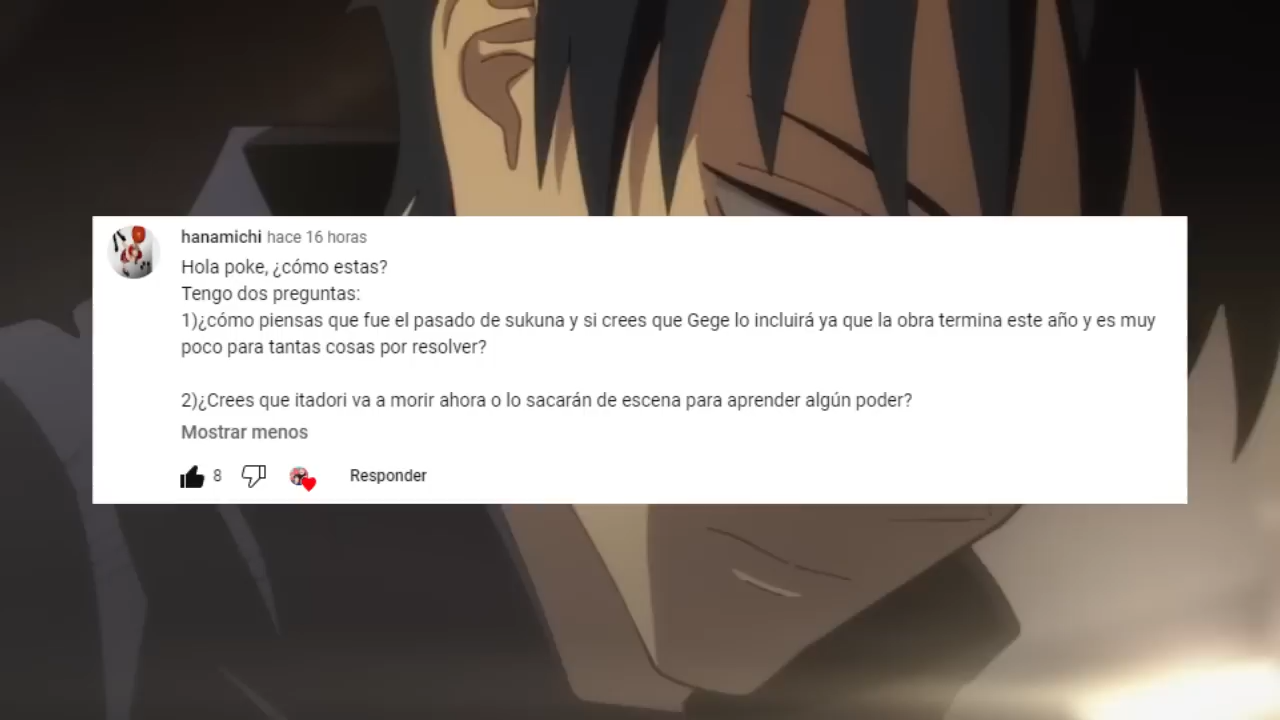 hanamichi hace 16 horas
Hola poke, ¿cómo estas?
Tengo dos preguntas:
1)¿cómo piensas que fue el pasado de sukuna y si crees que Gege lo incluirá ya que la obra termina este año y es muy
poco para tantas cosas por resolver?
2)¿Crees que itadori va a morir ahora o lo sacarán de escena para aprender algún poder?
Mostrar menos
8 Responder